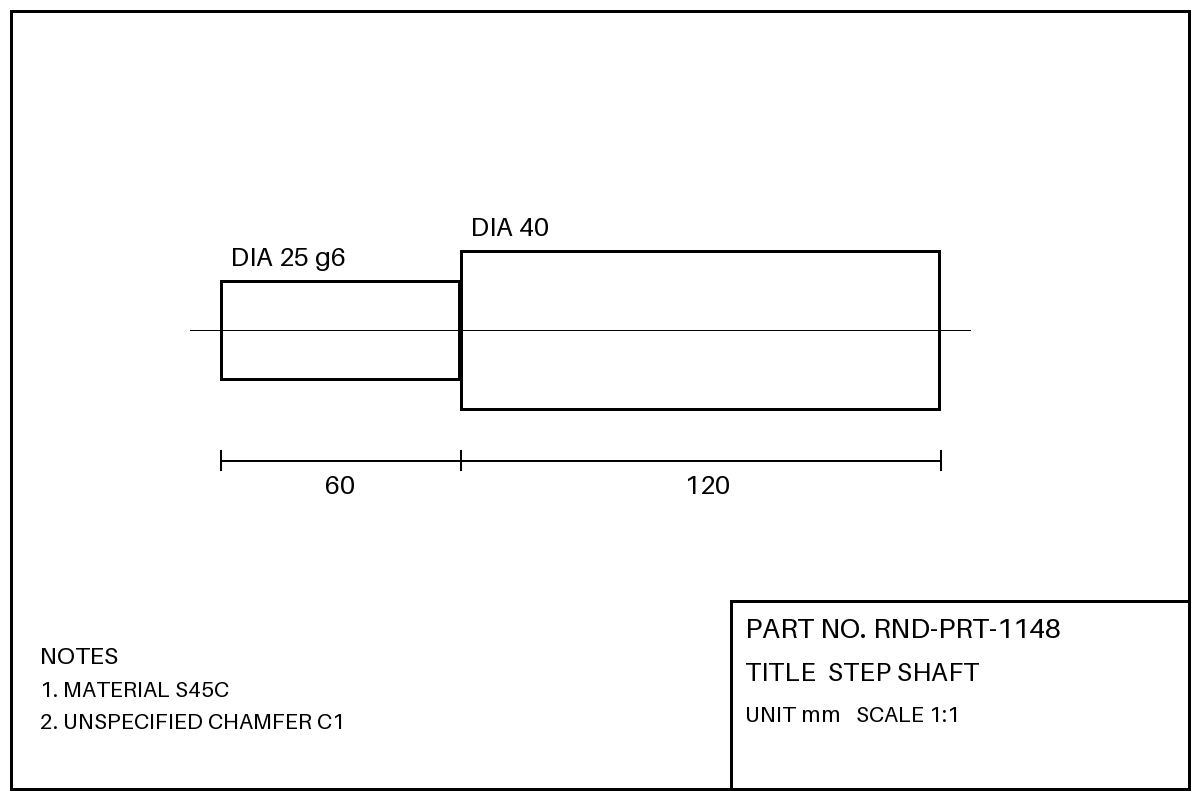 DIA 40
DIA 25 g6
60
120
NOTES
1. MATERIAL S45C
2. UNSPECIFIED CHAMFER C1
PART NO. RND-PRT-1148
TITLE STEP SHAFT
UNIT mm SCALE 1:1